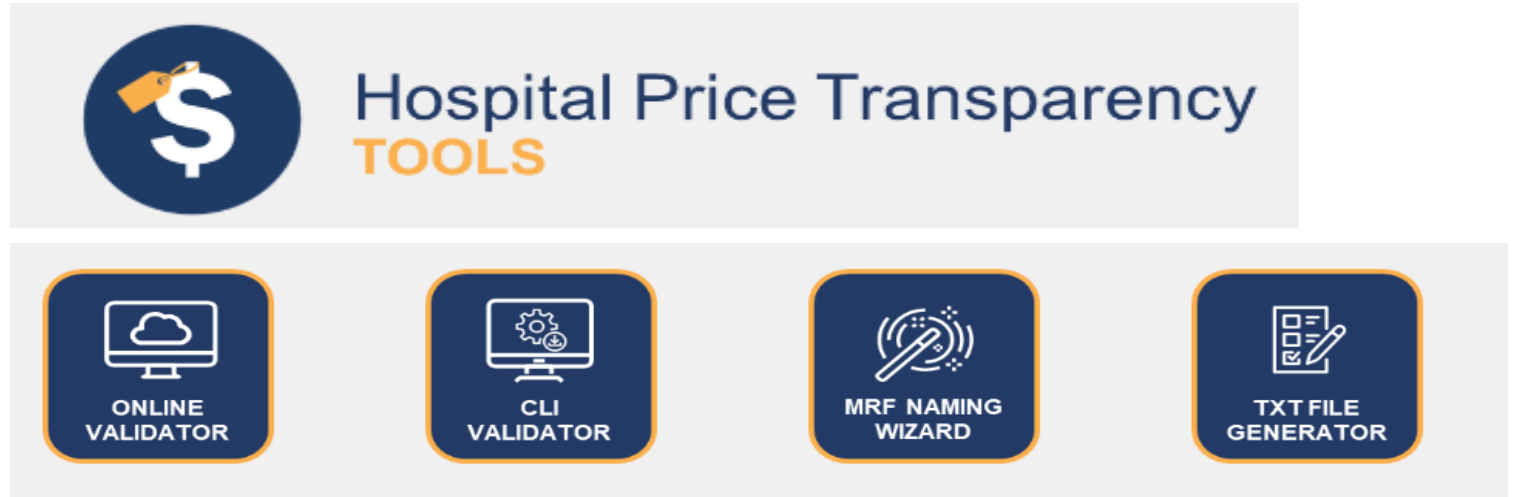 $
Hospital Price Transparency
TOOLS
ONLINE
VALIDATOR
CLI
VALIDATOR
MRF NAMING
WIZARD
TXT FILE
GENERATOR